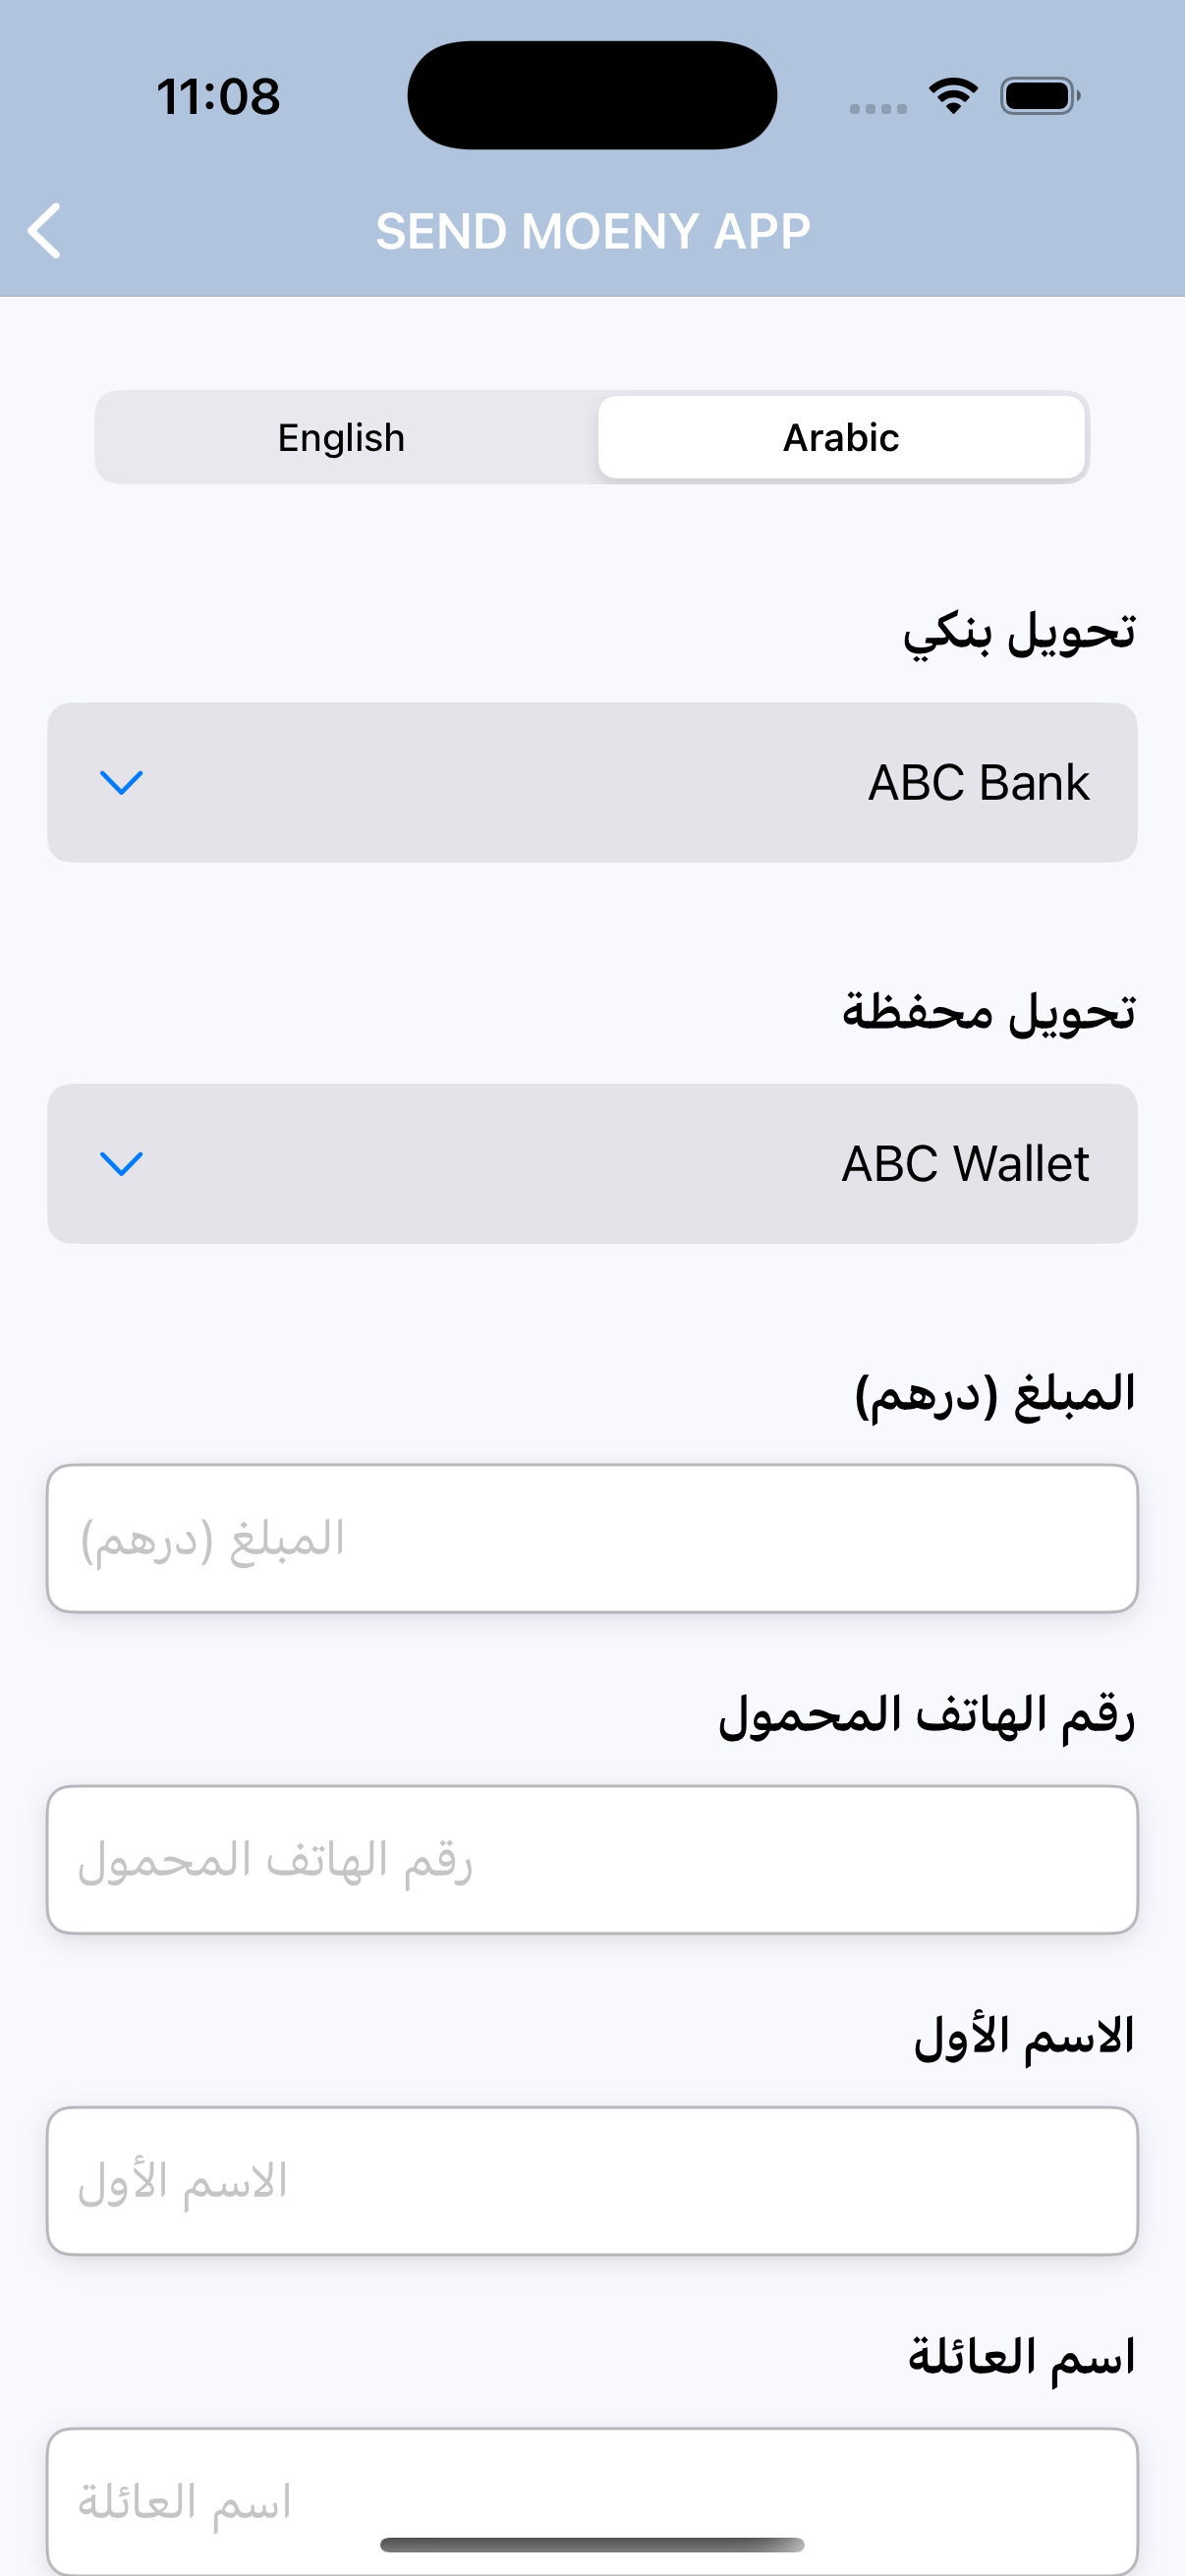 11:08
SEND MOENY APP
English
Arabic
تحويل بنكي
ABC Bank
تحويل محفظة
ABC Wallet
المبلغ (درهم)
المبلغ (درهم)
رقم الهاتف المحمول
رقم الهاتف المحمول
الاسم الأول
الاسم الأول
اسم العائلة
اسم العائلة